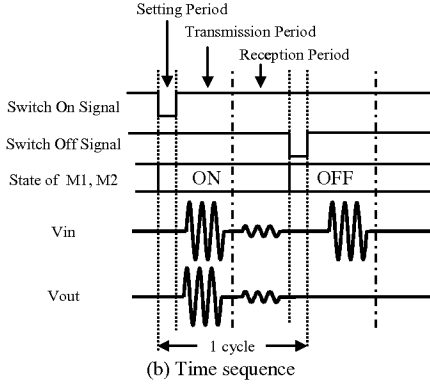 Setting Period
Transmission Period
Reception Period
Switch On Signal
Switch Off Signal
State of M1, M2
ON
OFF
Vin
Vout
1 cycle
(b) Time sequence